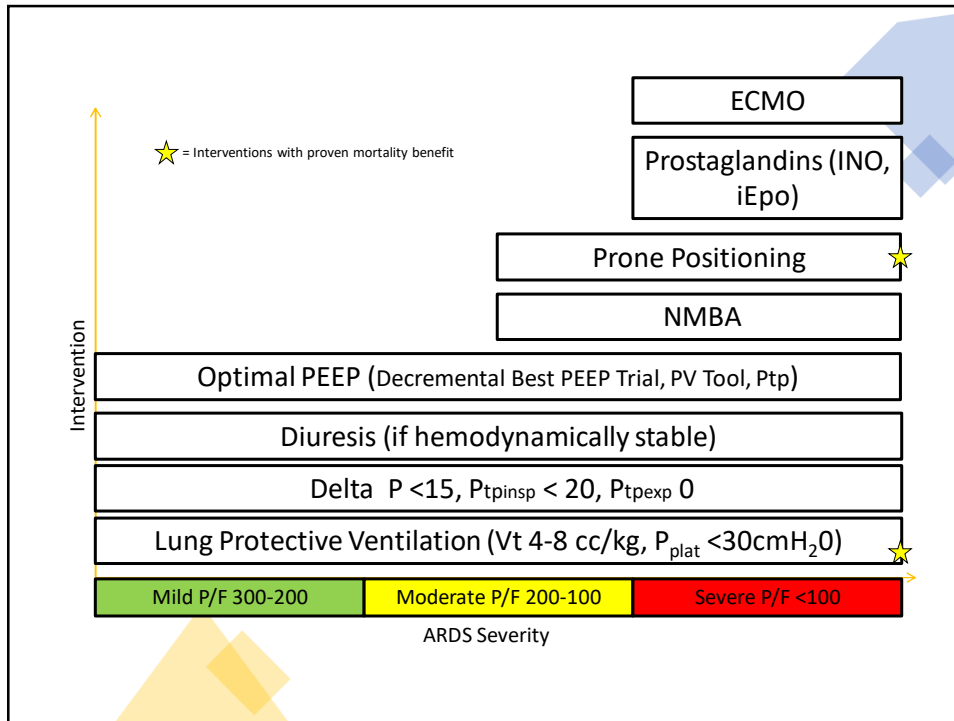 ECMO
= Interventions with proven mortality benefit
Prostaglandins (INO,
iEpo)
Prone Positioning
NMBA
Intervention
Optimal PEEP (Decremental Best PEEP Trial, PV Tool, Ptp)
Diuresis (if hemodynamically stable)
Delta P <15, Ptpinsp < 20, Ptpexp 0
Lung Protective Ventilation (Vt 4-8 cc/kg, Pplat <30cmH20)
Mild P/F 300-200
Moderate P/F 200-100
Severe P/F <100
ARDS Severity